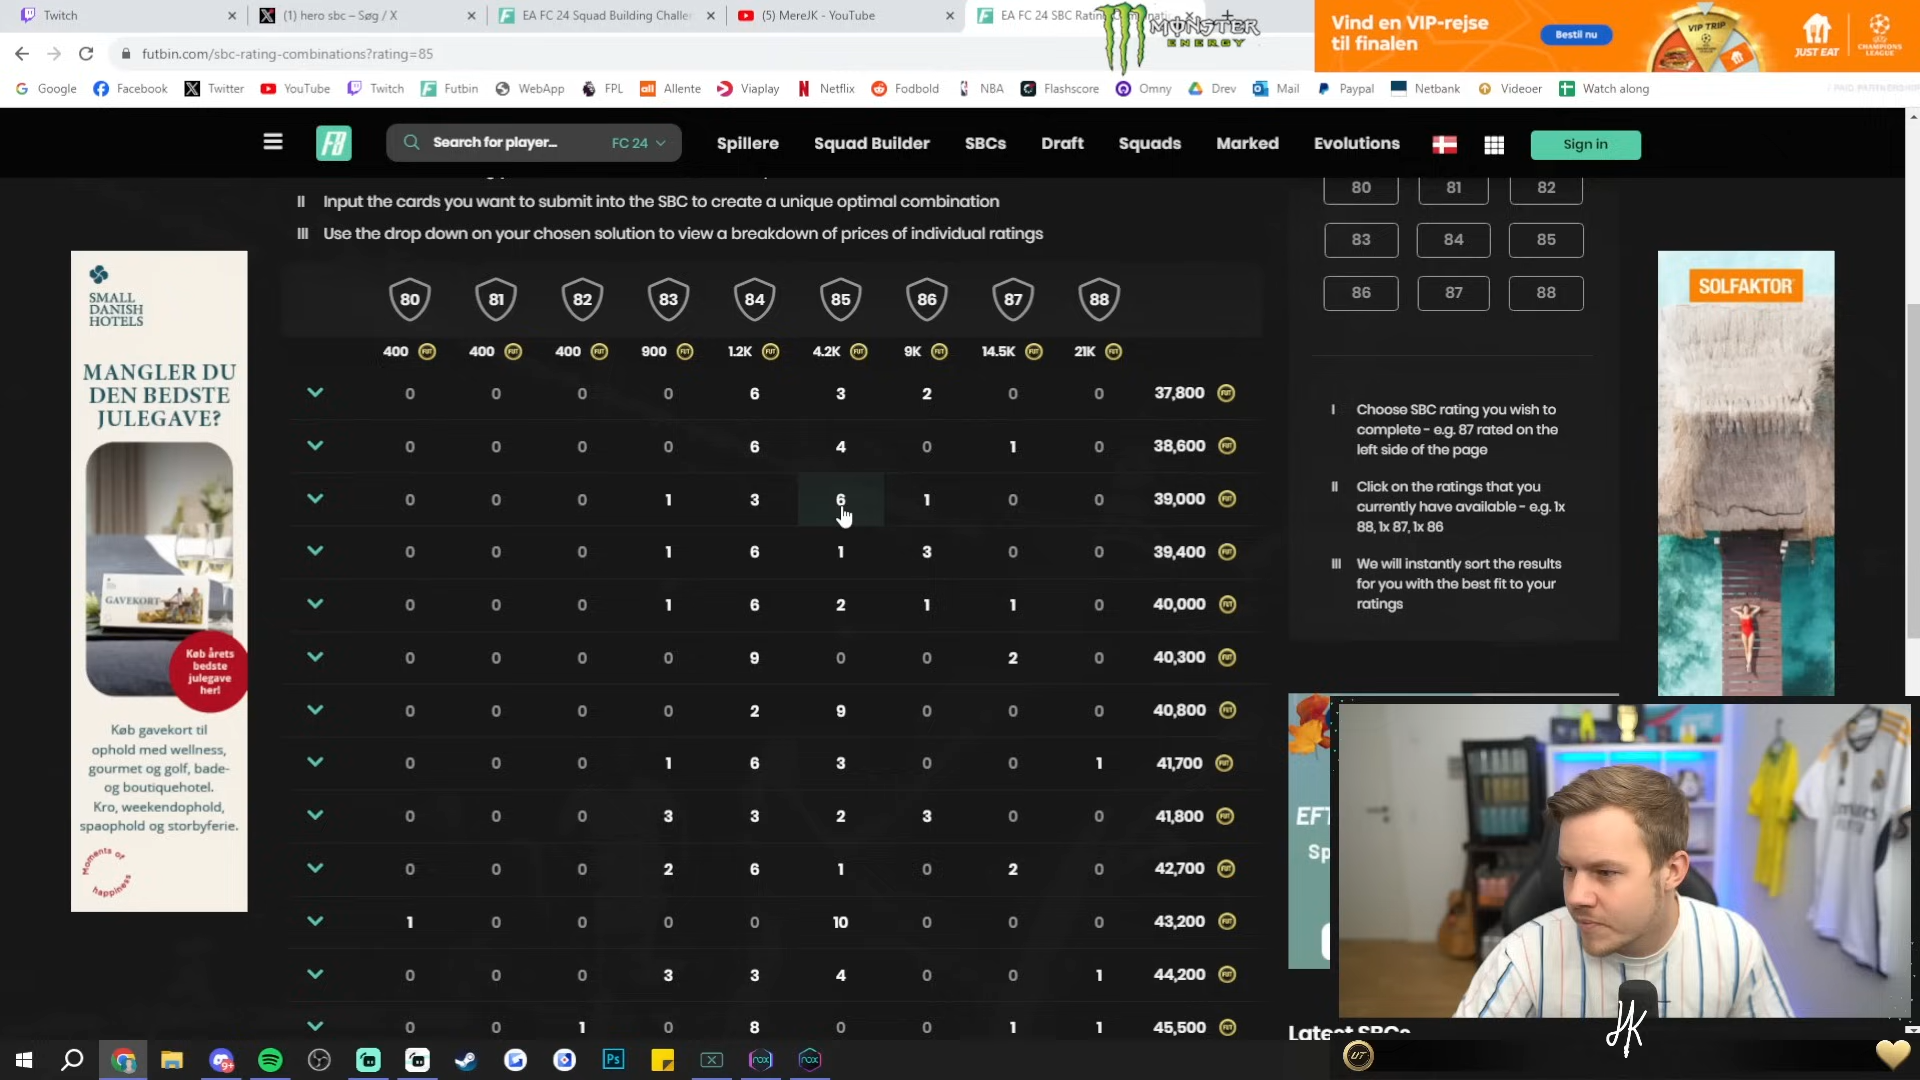 Twitch
(1) hero sbc – Søg / X
EA FC 24 Squad Building Challer
(5) MereJK - YouTube
EA FC 24 SBC Rating
futbin.com/sbc-rating-combinations?rating=85
MONSTER
ENERGY
Vind en VIP-rejse
til finalen
Bestil nu
VIP TRIP
JUST EAT
CHAMPIONS
LEAGUE
Google
Facebook
Twitter
YouTube
Twitch
Futbin
WebApp
FPL
Allente
Viaplay
Netflix
Fodbold
NBA
Flashscore
Omny
Drev
Mail
Paypal
Netbank
Videoer
Watch along
Search for player...
FC 24
Spillere
Squad Builder
SBCs
Draft
Squads
Marked
Evolutions
Sign in
II Input the cards you want to submit into the SBC to create a unique optimal combination
III Use the drop down on your chosen solution to view a breakdown of prices of individual ratings
80 81 82 83 84 85 86 87 88
400 400 400 900 1.2K 4.2K 9K 14.5K 21K
0 0 0 0 6 3 2 0 0 37,800
0 0 0 0 6 4 0 1 0 38,600
0 0 0 1 3 6 1 0 0 39,000
0 0 0 1 6 1 3 0 0 39,400
0 0 0 1 6 2 1 1 0 40,000
0 0 0 0 9 0 0 2 0 40,300
0 0 0 0 2 9 0 0 0 40,800
0 0 0 1 6 3 0 0 1 41,700
0 0 0 3 3 2 3 0 0 41,800
0 0 0 2 6 1 0 2 0 42,700
1 0 0 0 0 10 0 0 0 43,200
0 0 0 3 3 4 0 0 1 44,200
0 0 1 0 8 0 0 1 1 45,500
80 81 82
83 84 85
86 87 88
I Choose SBC rating you wish to
complete - e.g. 87 rated on the
left side of the page
II Click on the ratings that you
currently have available - e.g. 1x
88, 1x 87, 1x 86
III We will instantly sort the results
for you with the best fit to your
ratings
Latest SBCs
SMALL
DANISH
HOTELS
MANGLER DU
DEN BEDSTE
JULEGAVE?
GAVEKORT
Køb årets
bedste
julegave
her!
Køb gavekort til
ophold med wellness,
gourmet og golf, bade-
og boutiquehotel.
Kro, weekendophold,
spaophold og storbyferie.
Moments of
happiness
SOLFAKTOR
EFT
Sp
JK